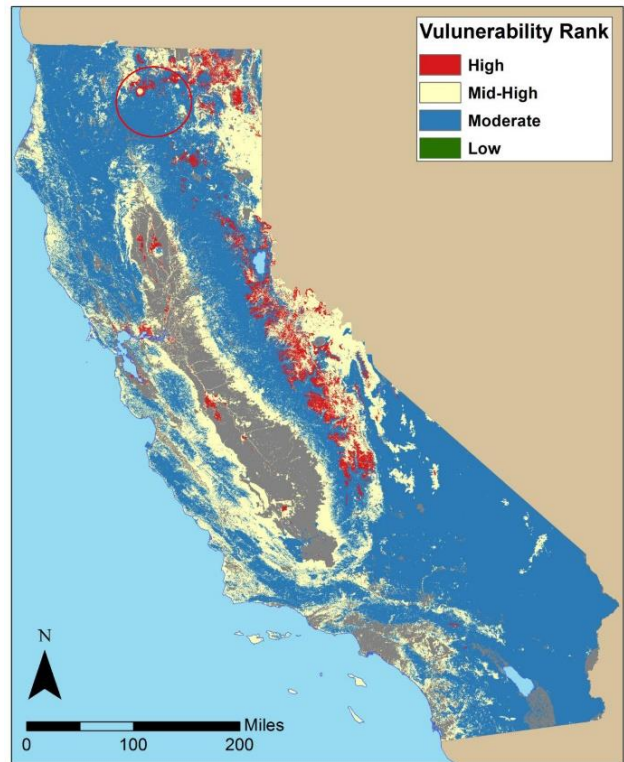 Vulunerability Rank
High
Mid-High
Moderate
Low
N
Miles
0 100 200